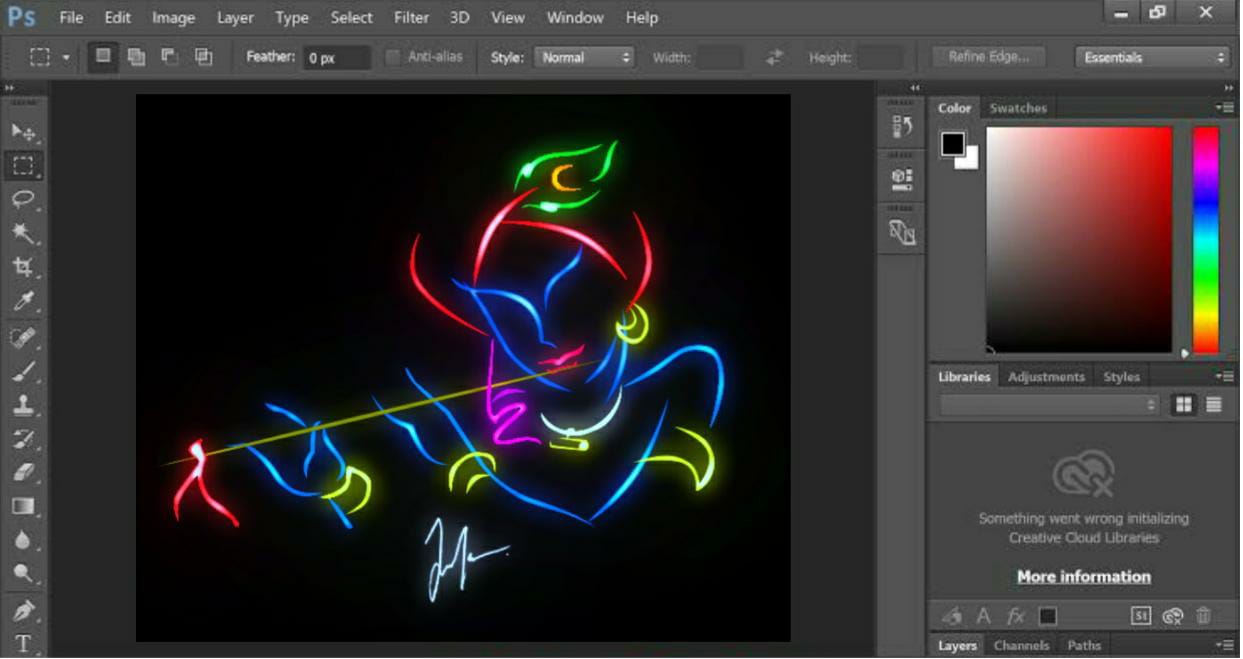 Ps File Edit Image Layer Type Select Filter 3D View Window Help
Feather: 0 px Anti-alias Style: Normal Width: Height: Refine Edge... Essentials
Color Swatches
Libraries Adjustments Styles
Something went wrong initializing
Creative Cloud Libraries
More information
A fx St
T
Layers Channels Paths